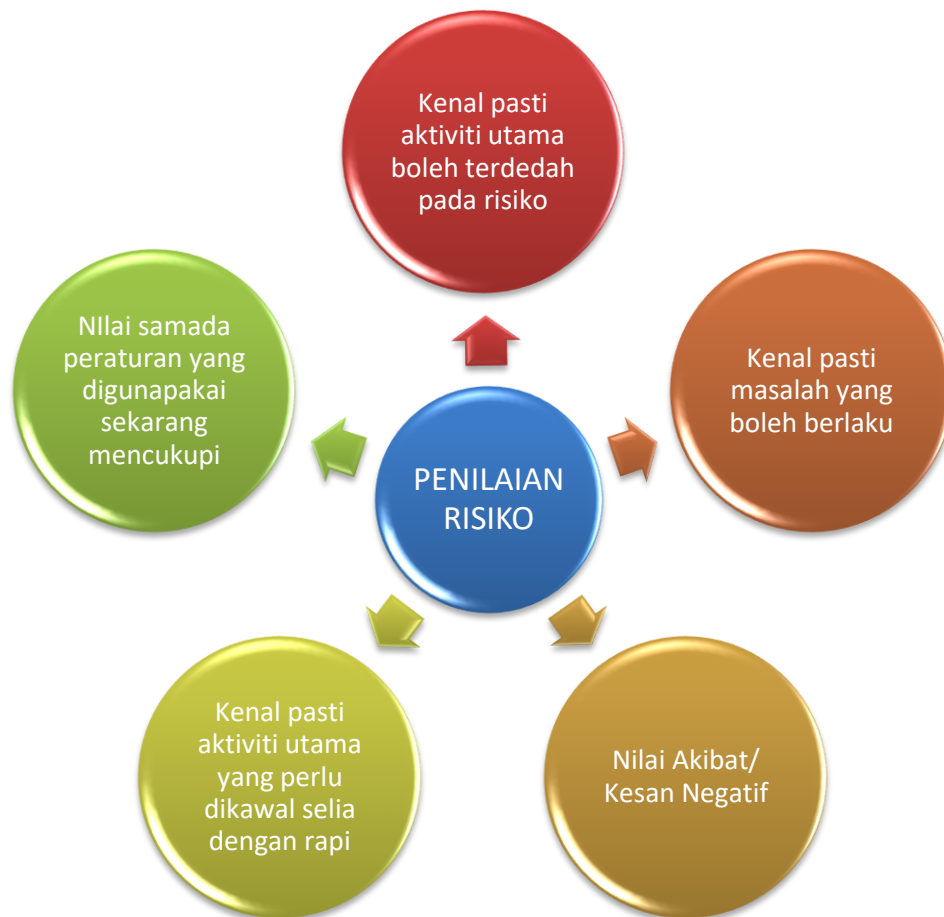 Kenal pasti
aktiviti utama
boleh terdedah
pada risiko
NIlai samada
peraturan yang
digunapakai
sekarang
mencukupi
Kenal pasti
masalah yang
boleh berlaku
PENILAIAN
RISIKO
Kenal pasti
aktiviti utama
yang perlu
dikawal selia
dengan rapi
Nilai Akibat/
Kesan Negatif